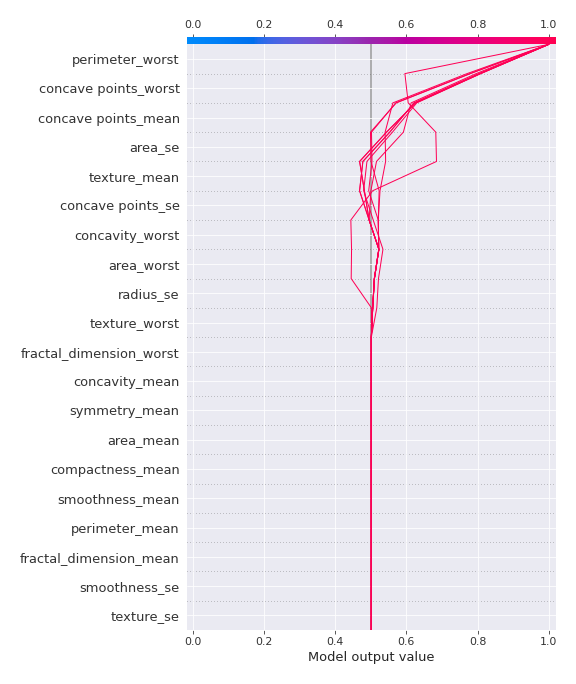 0.0 0.2 0.4 0.6 0.8 1.0
perimeter_worst
concave points_worst
concave points_mean
area_se
texture_mean
concave points_se
concavity_worst
area_worst
radius_se
texture_worst
fractal_dimension_worst
concavity_mean
symmetry_mean
area_mean
compactness_mean
smoothness_mean
perimeter_mean
fractal_dimension_mean
smoothness_se
texture_se
0.0 0.2 0.4 0.6 0.8 1.0
Model output value